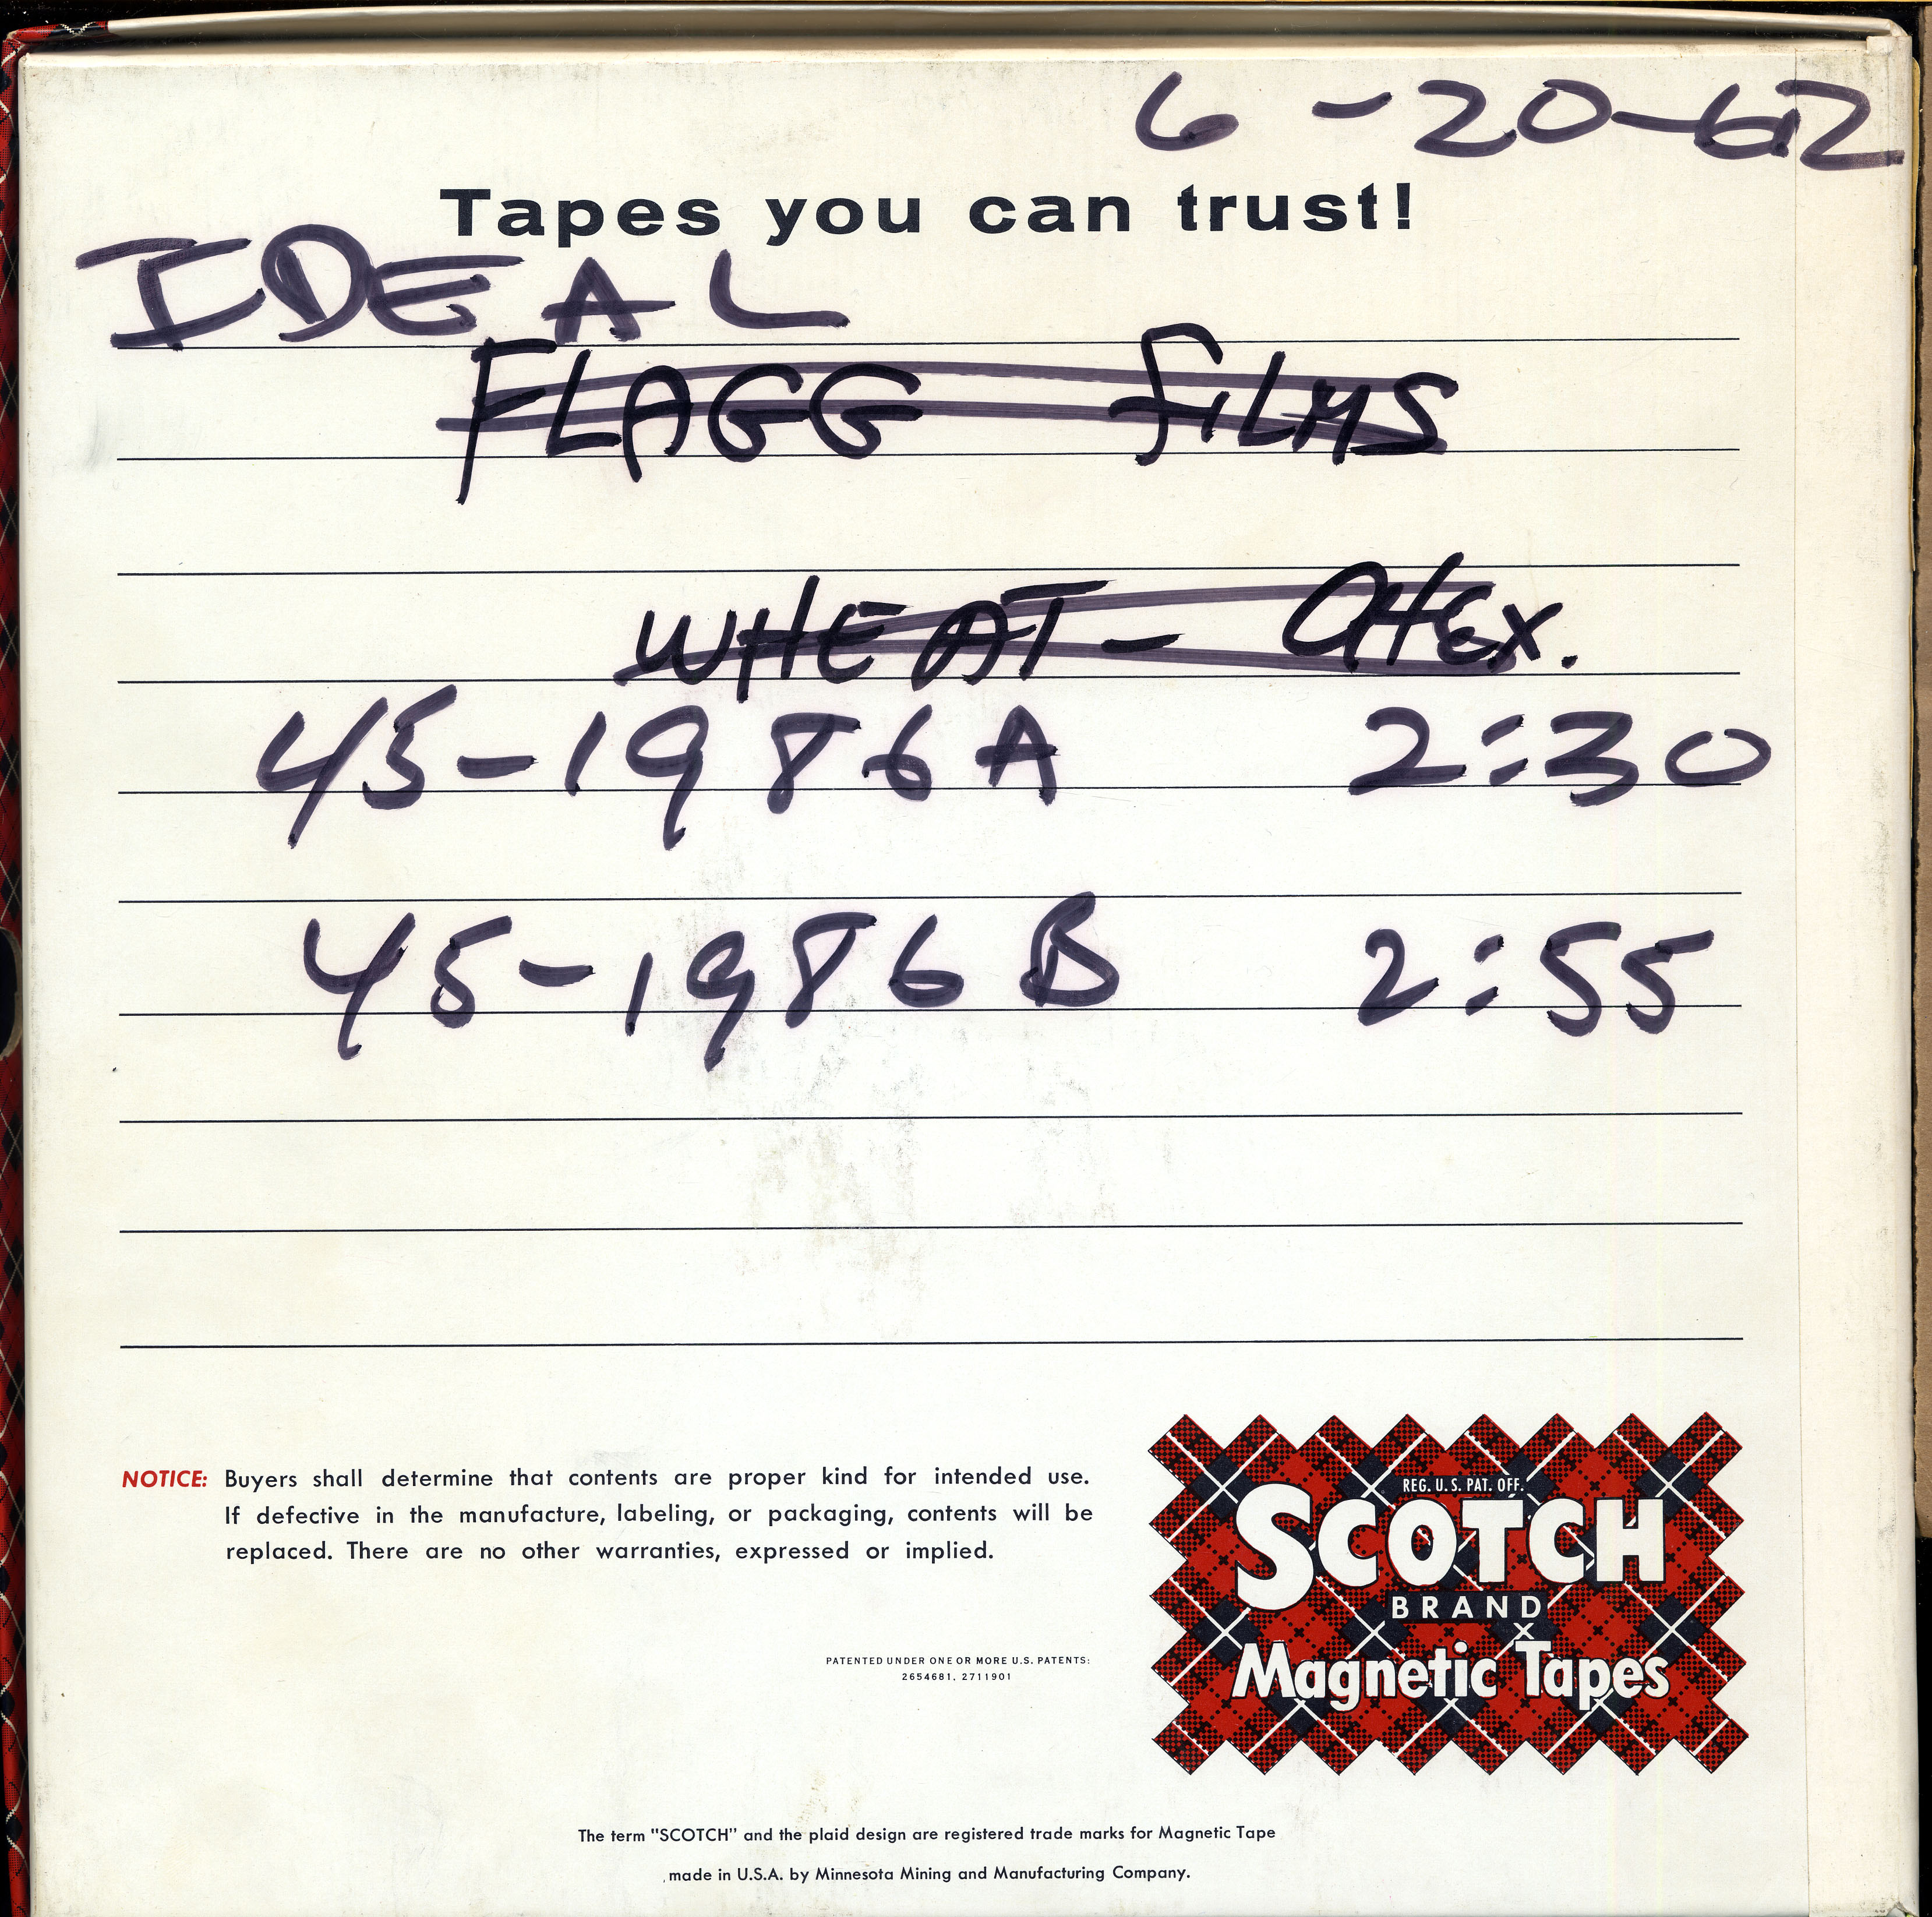 6-20-62
Tapes you can trust!
IDEAL
FLAGG FiLMS
WHEAT- CHEX.
45-1986A 2:30
45-1986B 2:55
NOTICE: Buyers shall determine that contents are proper kind for intended use.
If defective in the manufacture, labeling, or packaging, contents will be
replaced. There are no other warranties, expressed or implied.
REG. U.S. PAT. OFF.
SCOTCH
BRAND
Magnetic Tapes
PATENTED UNDER ONE OR MORE U.S. PATENTS:
2654681, 2711901
The term "SCOTCH" and the plaid design are registered trade marks for Magnetic Tape
made in U.S.A. by Minnesota Mining and Manufacturing Company.